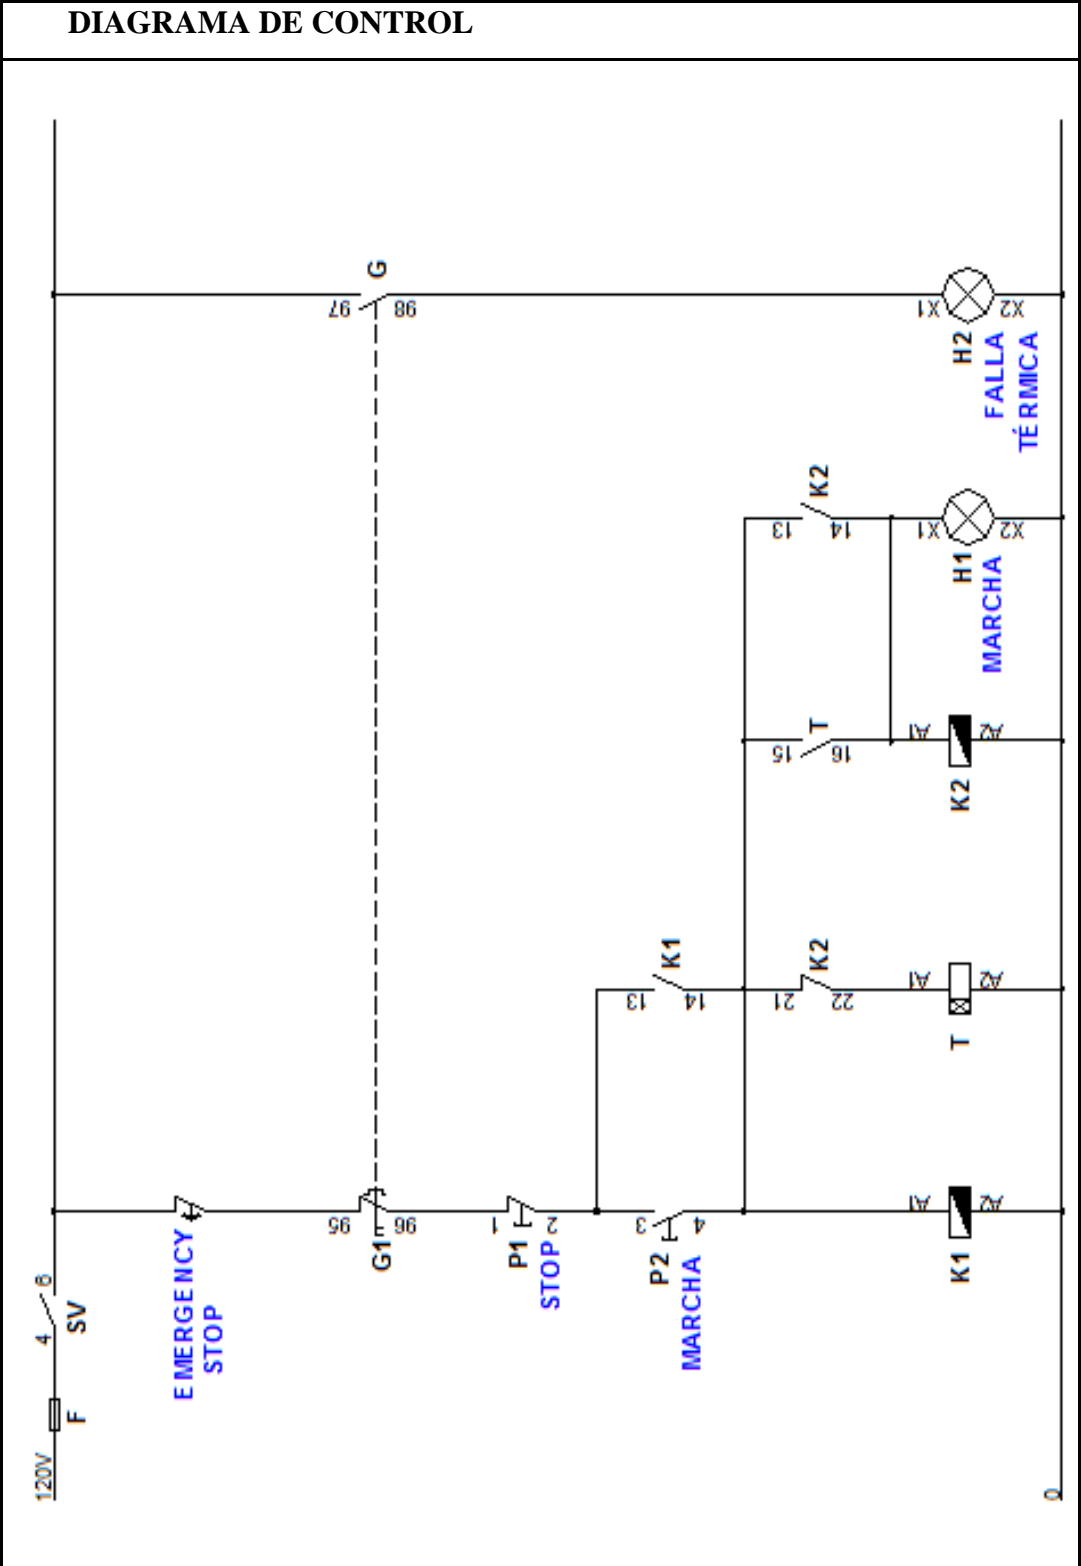 DIAGRAMA DE CONTROL
120V
F
4
6
SV
EMERGENCY
STOP
95
G1
96
97
G
98
1
P1
2
STOP
3
P2
4
MARCHA
13
K1
14
21
K2
22
15
T
16
13
K2
14
A1
K1
A2
A1
T
A2
A1
K2
A2
X1
H1
X2
MARCHA
X1
H2
X2
FALLA
TÉRMICA
0